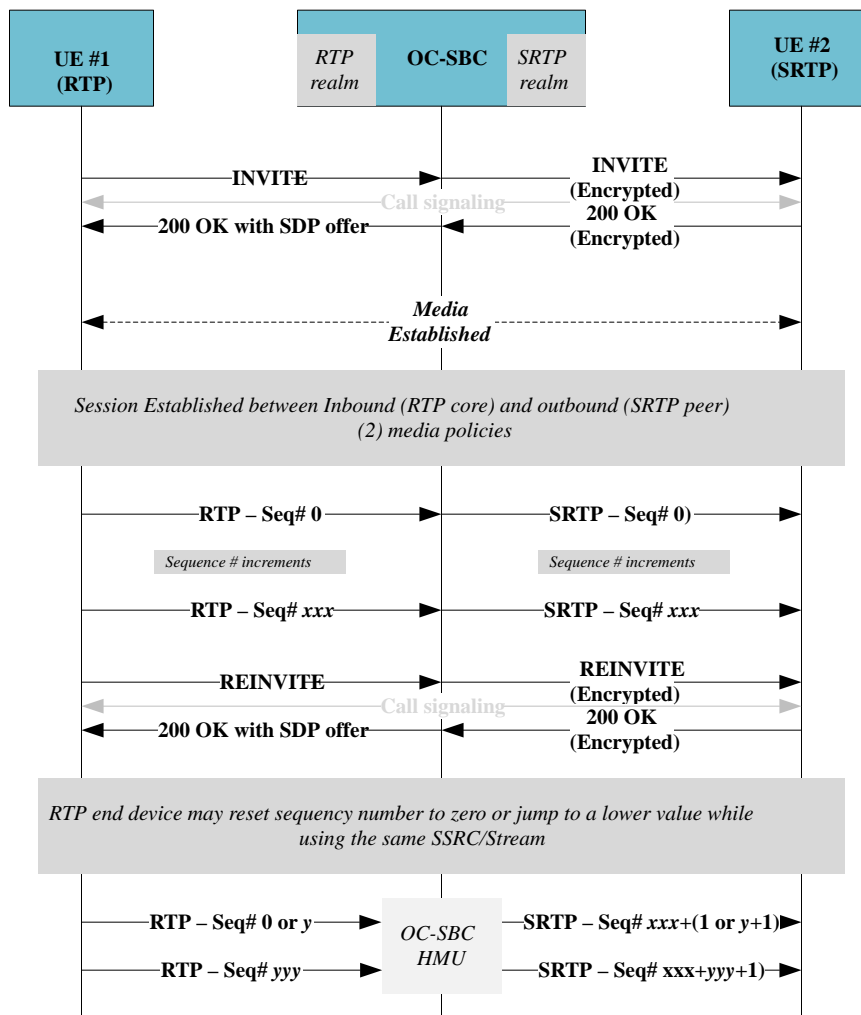 UE #1
(RTP)
RTP
realm
OC-SBC
SRTP
realm
UE #2
(SRTP)
INVITE
INVITE
(Encrypted)
Call signaling
200 OK with SDP offer
200 OK
(Encrypted)
Media
Established
Session Established between Inbound (RTP core) and outbound (SRTP peer)
(2) media policies
RTP – Seq# 0
SRTP – Seq# 0)
Sequence # increments
Sequence # increments
RTP – Seq# xxx
SRTP – Seq# xxx
REINVITE
REINVITE
(Encrypted)
Call signaling
200 OK with SDP offer
200 OK
(Encrypted)
RTP end device may reset sequency number to zero or jump to a lower value while
using the same SSRC/Stream
RTP – Seq# 0 or y
OC-SBC
HMU
SRTP – Seq# xxx+(1 or y+1)
RTP – Seq# yyy
SRTP – Seq# xxx+yyy+1)